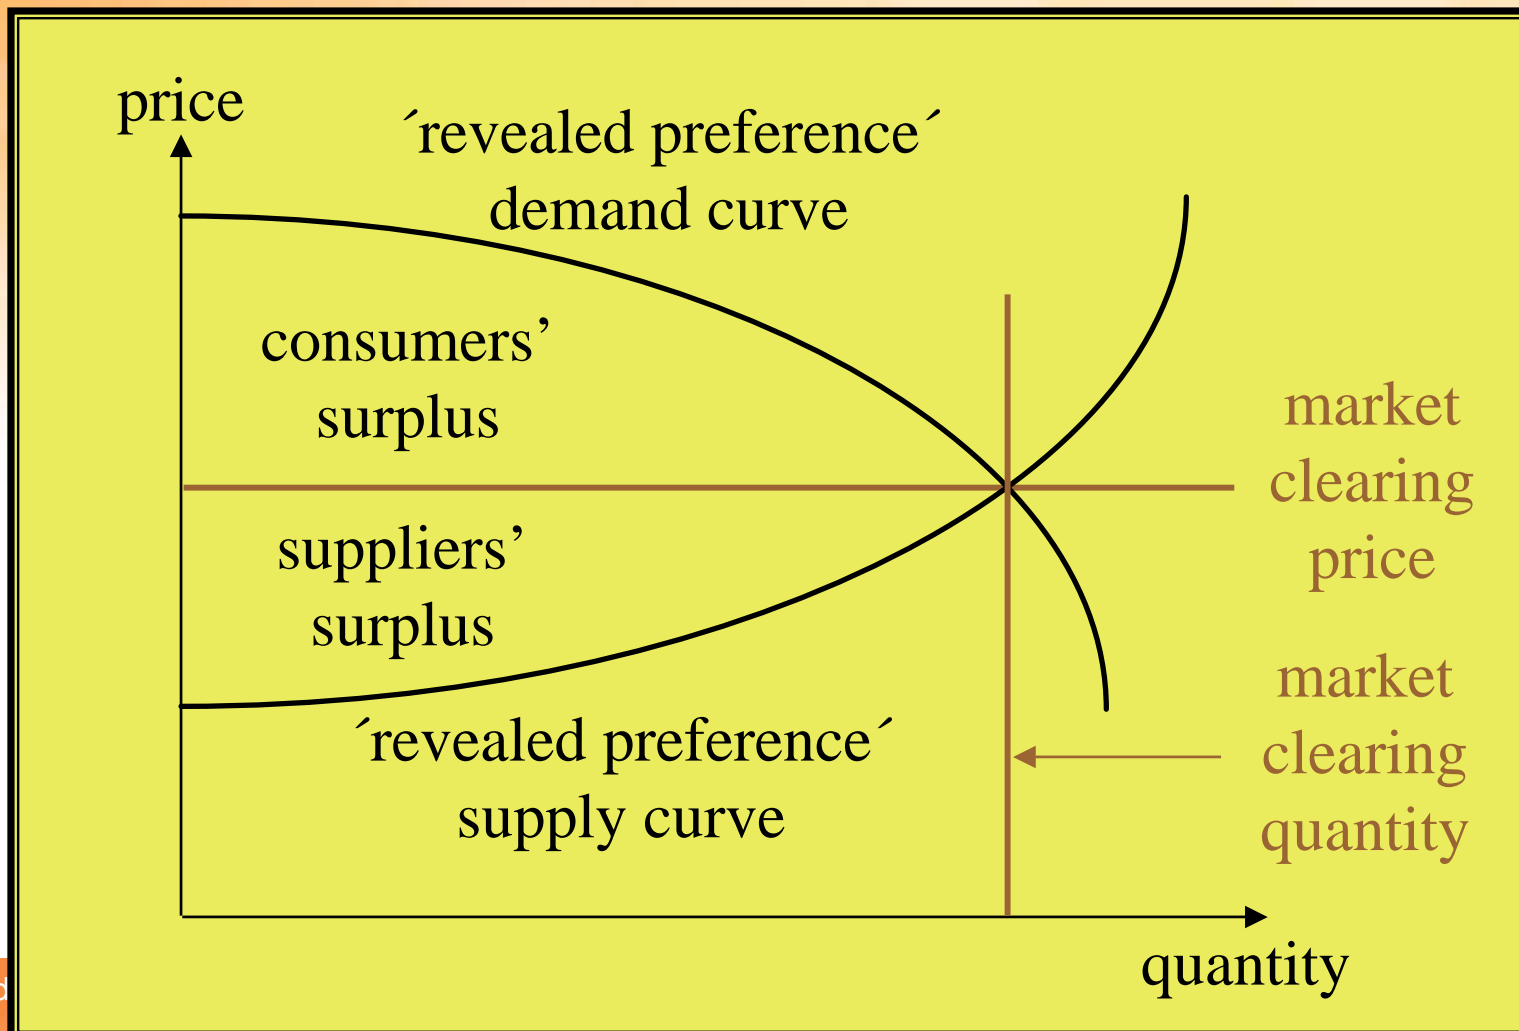 price
´revealed preference´
demand curve
consumers’
surplus
market
clearing
price
suppliers’
surplus
market
clearing
quantity
´revealed preference´
supply curve
quantity